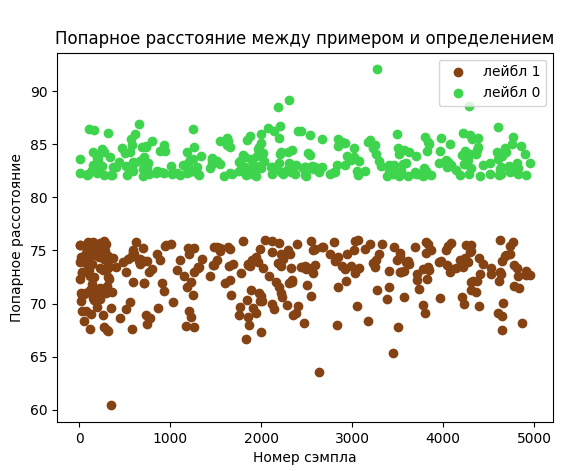 Попарное расстояние между примером и определением
лейбл 1
лейбл 0
Попарное рассотояние
90
85
80
75
70
65
60
0
1000
2000
3000
4000
5000
Номер сэмпла